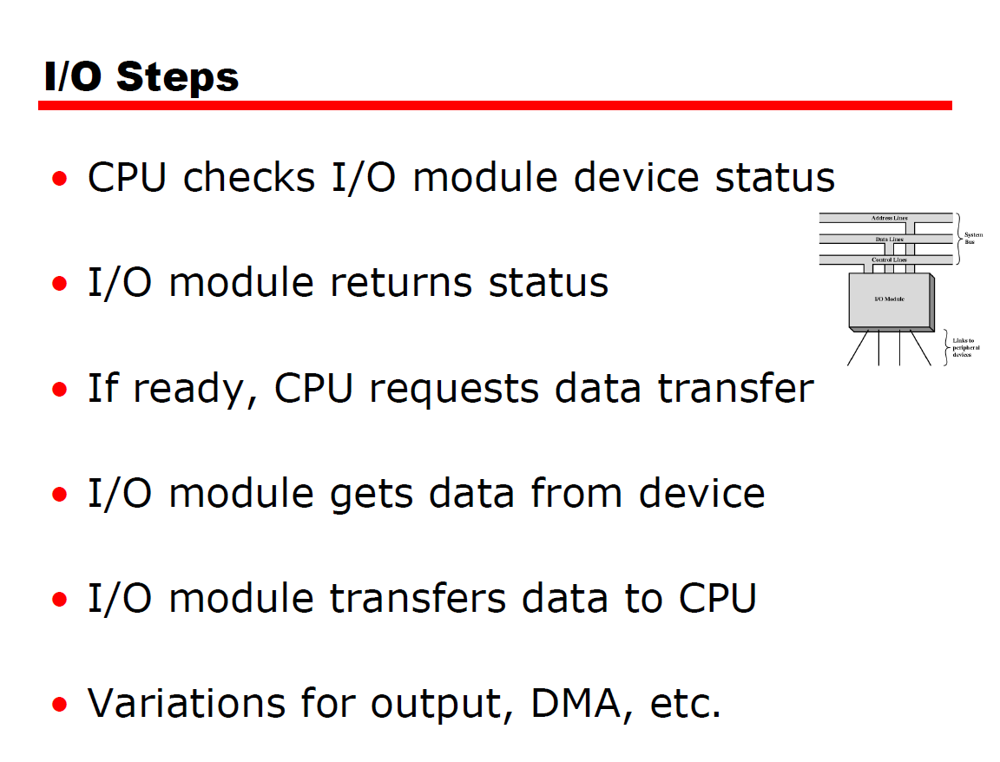 I/O Steps
• CPU checks I/O module device status
• I/O module returns status
• If ready, CPU requests data transfer
• I/O module gets data from device
• I/O module transfers data to CPU
• Variations for output, DMA, etc.
Address Lines
Data Lines
Control Lines
System
Bus
I/O Module
Links to
peripheral
devices